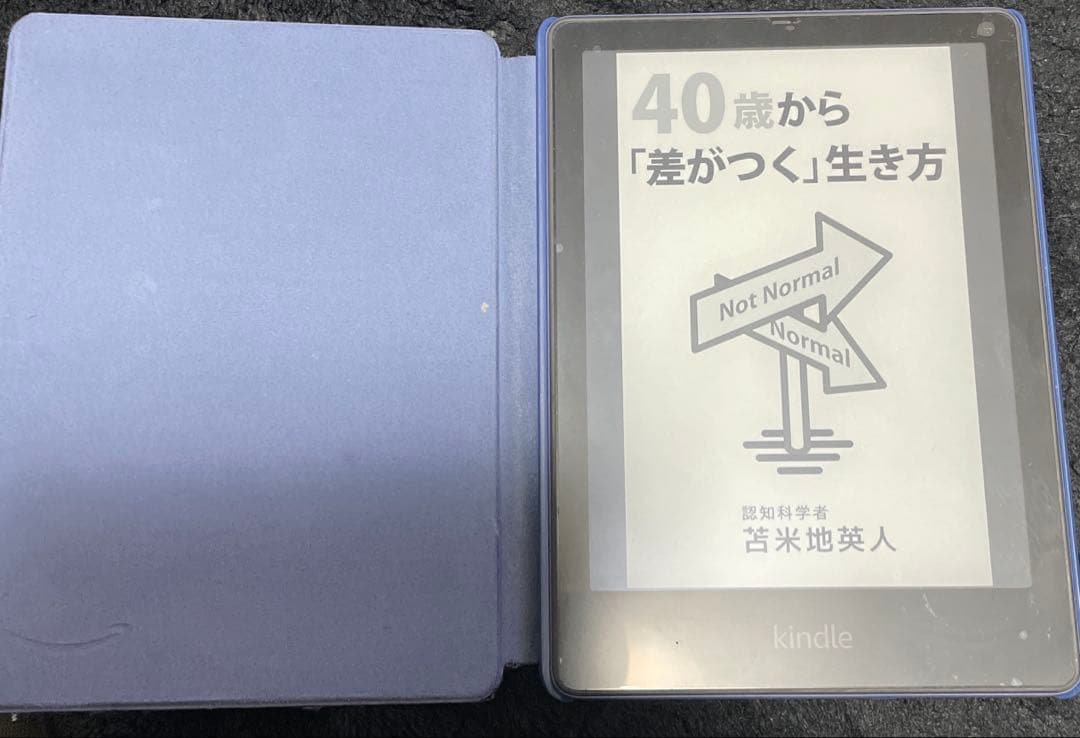 40歳から
「差がつく」生き方
Not Normal
Normal
認知科学者
苫米地英人
kindle